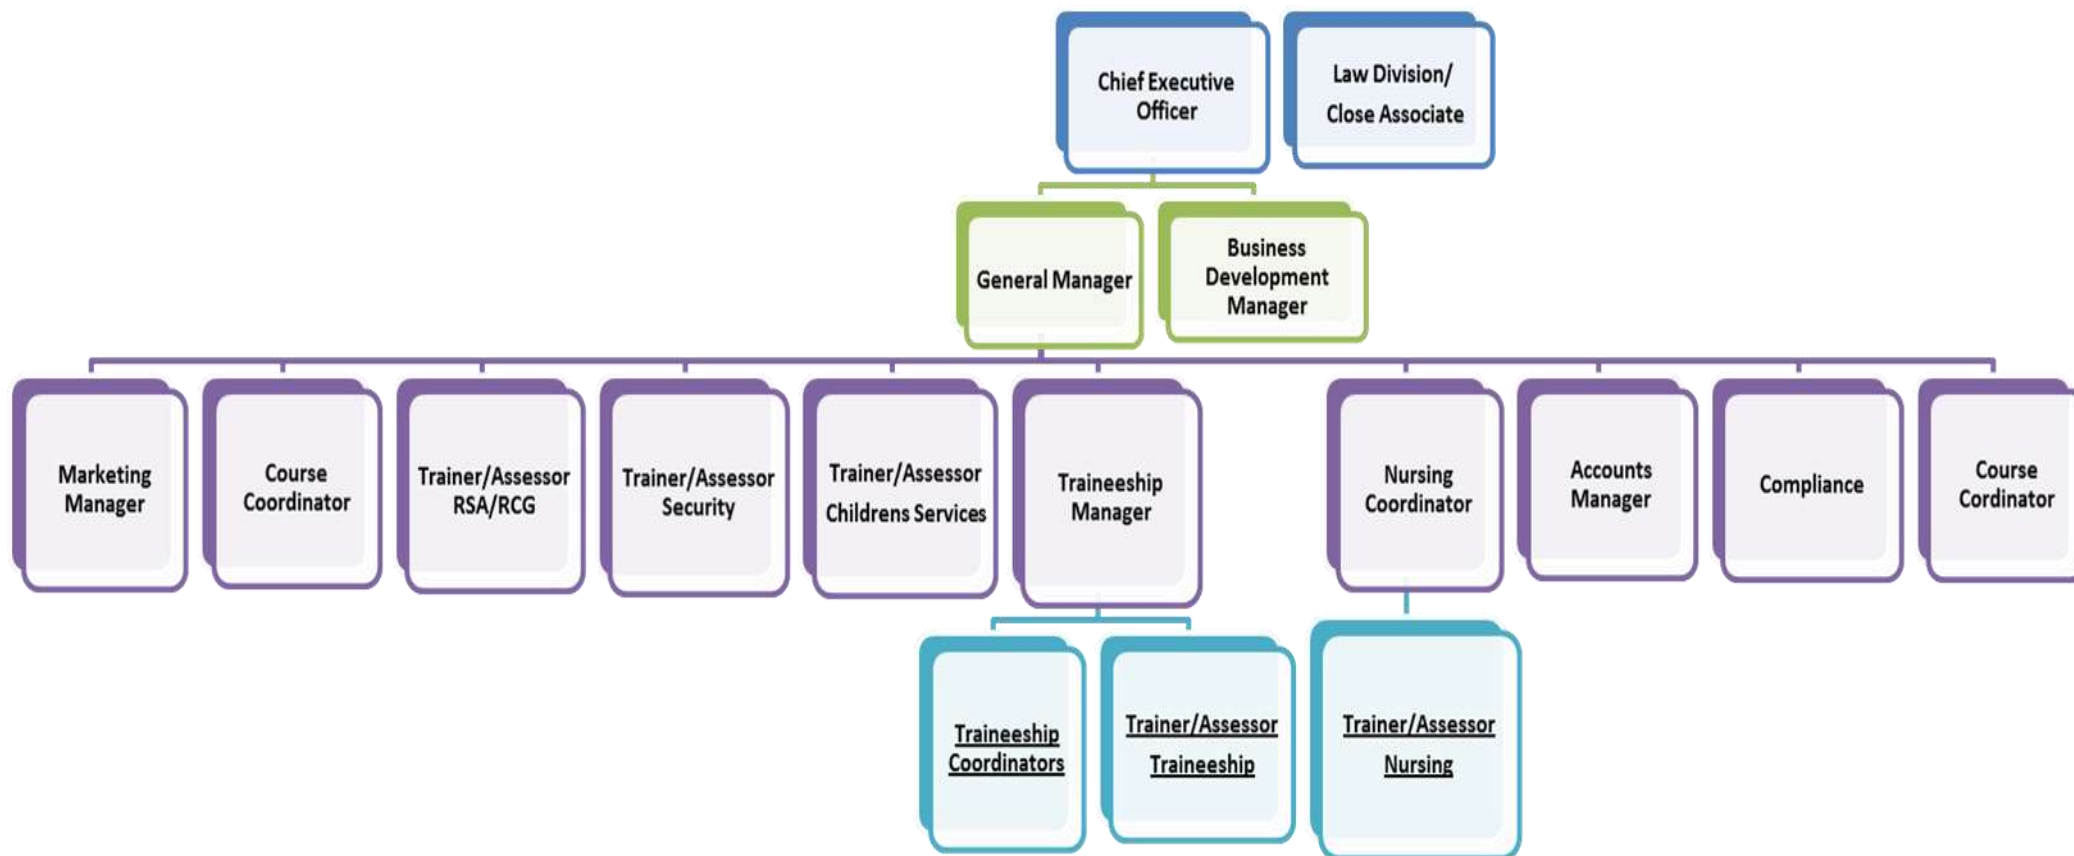 Chief Executive
Officer
Law Division/
Close Associate
General Manager
Business
Development
Manager
Marketing
Manager
Course
Coordinator
Trainer/Assessor
RSA/RCG
Trainer/Assessor
Security
Trainer/Assessor
Childrens Services
Traineeship
Manager
Nursing
Coordinator
Accounts
Manager
Compliance
Course
Cordinator
Traineeship
Coordinators
Trainer/Assessor
Traineeship
Trainer/Assessor
Nursing